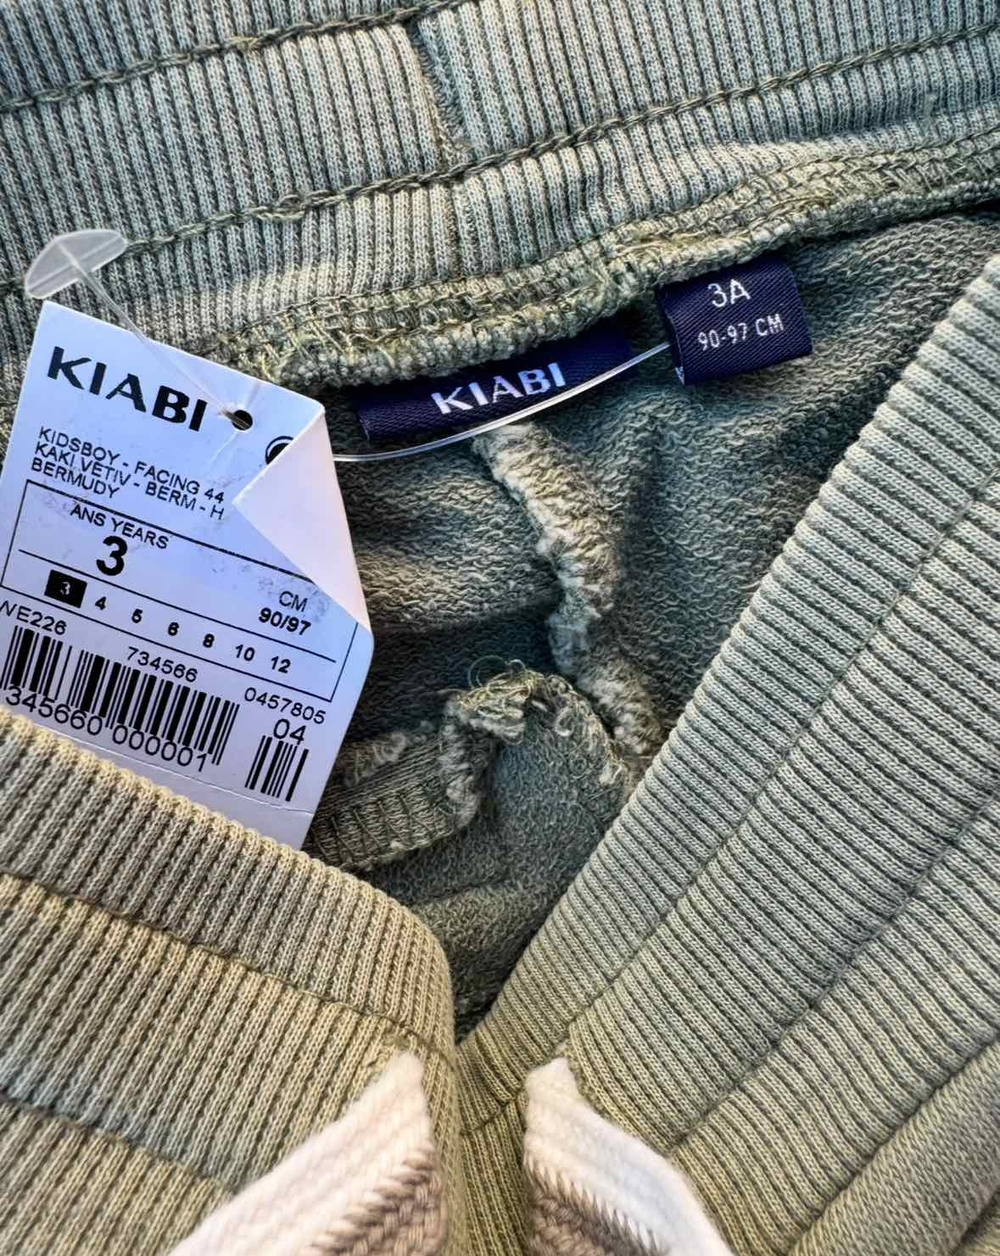 KIABI
KIDSBOY - FACING 44
KAKI VETIV - BERM - H
BERMUDY
ANS YEARS
3
CM
90/97
3 4 5 6 8 10 12
VE226
734566
0457805
04
345660 000001
KIABI
3A
90-97 CM